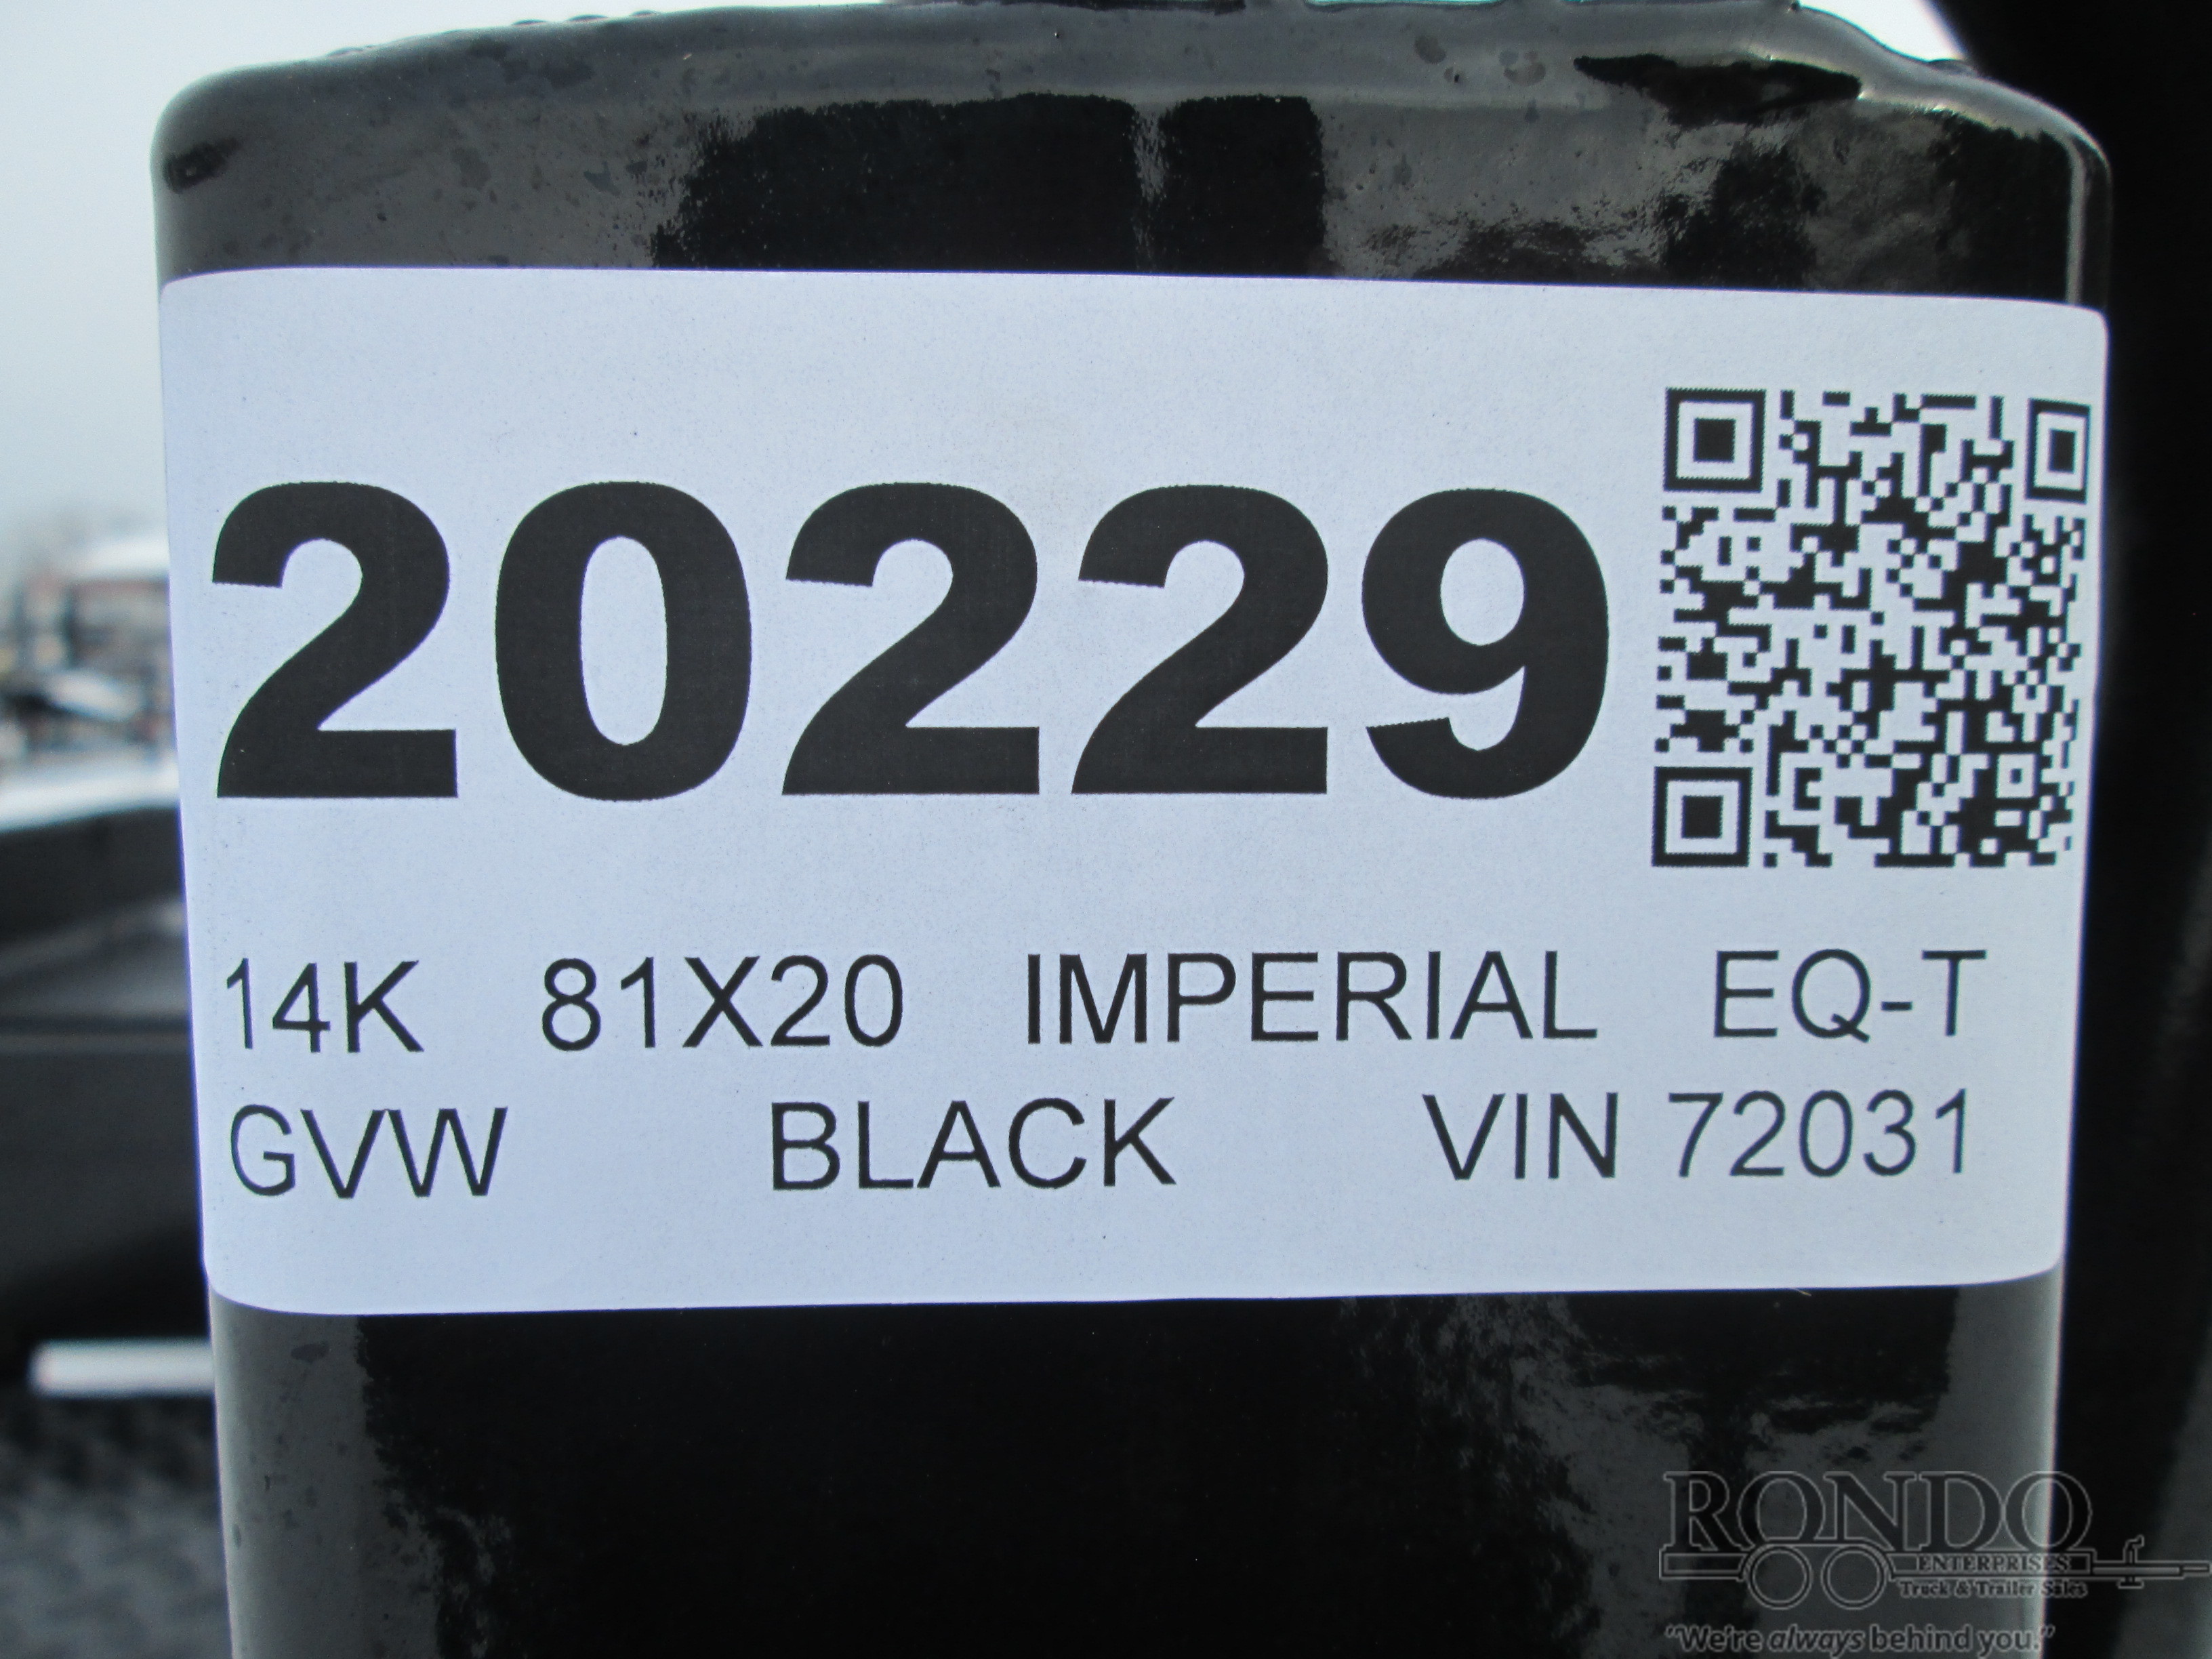 20229
14K 81X20 IMPERIAL EQ-T
GVW BLACK VIN 72031
RONDO
ENTERPRISES
Truck & Trailer Sales
"We're always behind you."